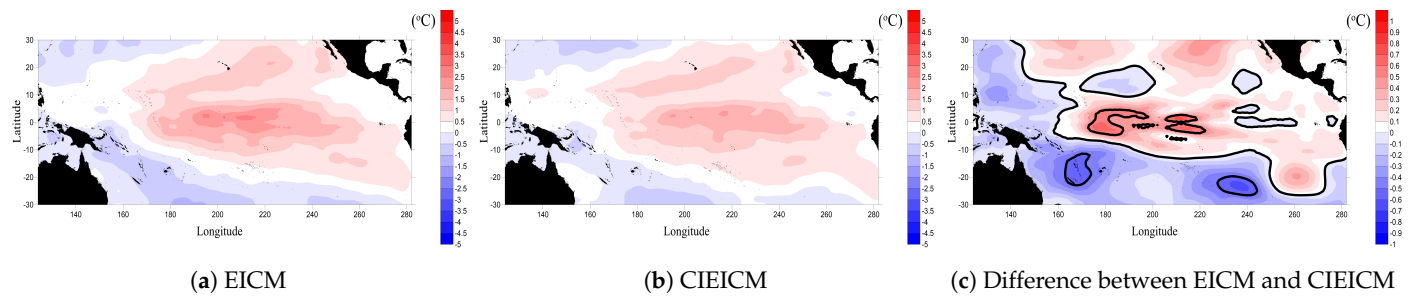 (°C) (°C) (°C)
30 5 30 5 30 1
4.5 4.5 0.9
4 4 0.8
20 3.5 20 3.5 20 0.7
3 3 0.6
2.5 2.5 0.5
10 2 10 2 10 0.4
1.5 1.5 0.3
1 1 0.2
Latitude 0 0.5 Latitude 0 0.5 Latitude 0 0.1
-0.5 -0.5 -0.1
-1 -1 -0.2
-10 -1.5 -10 -1.5 -10 -0.3
-2 -2 -0.4
-2.5 -2.5 -0.5
-20 -3 -20 -3 -20 -0.6
-3.5 -3.5 -0.7
-4 -4 -0.8
-30 -4.5 -30 -4.5 -30 -0.9
140 160 180 200 220 240 260 280 140 160 180 200 220 240 260 280 140 160 180 200 220 240 260 280
-5 -5 -1
Longitude Longitude Longitude
(a) EICM (b) CIEICM (c) Difference between EICM and CIEICM